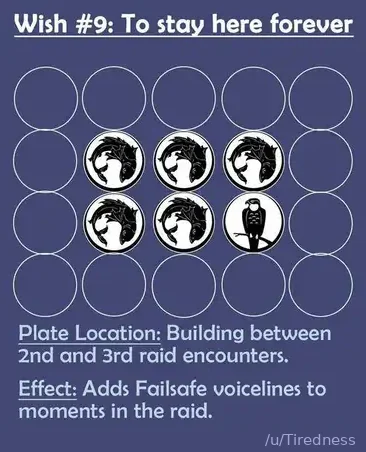 Wish #9: To stay here forever
Plate Location: Building between
2nd and 3rd raid encounters.
Effect: Adds Failsafe voicelines to
moments in the raid.
/u/Tiredness